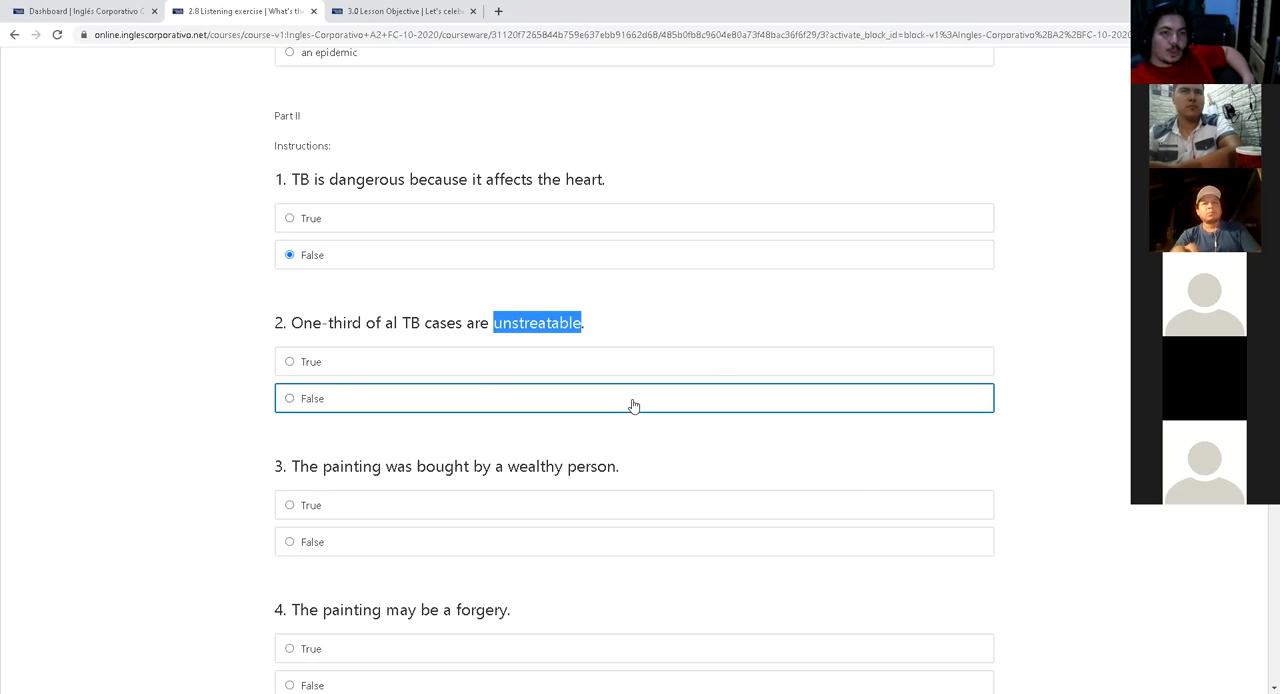 Dashboard | Inglés Corporativo C
2.8 Listening exercise | What's th
3.0 Lesson Objective | Let's celeb
online.inglescorporativo.net/courses/course-v1:Ingles-Corporativo+A2+FC-10-2020/courseware/31120f7265844b759e637ebb91662d68/485b0fb8c9604e80a73f48bac36f6f29/3?activate_block_id=block-v1%3AIngles-Corporativo%2BA2%2BFC-10-2020
an epidemic
Part II
Instructions:
1. TB is dangerous because it affects the heart.
True
False
2. One-third of al TB cases are unstreatable.
True
False
3. The painting was bought by a wealthy person.
True
False
4. The painting may be a forgery.
True
False